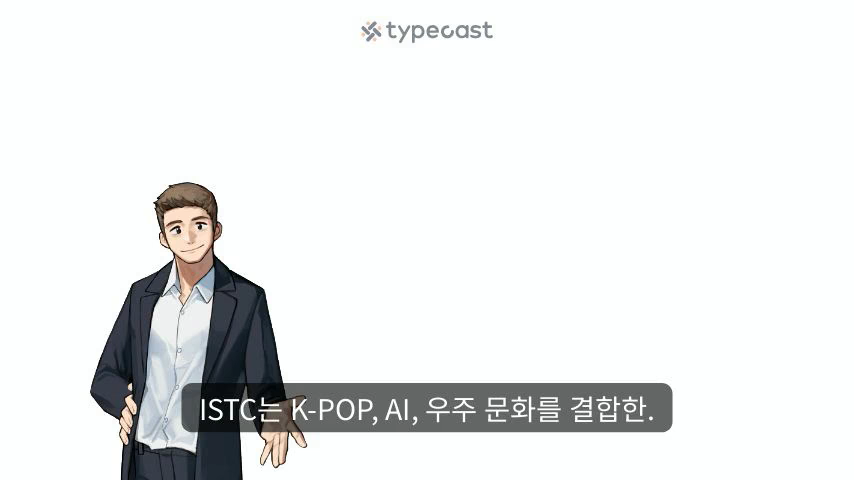 typecast
ISTC는 K-POP, AI, 우주 문화를 결합한.